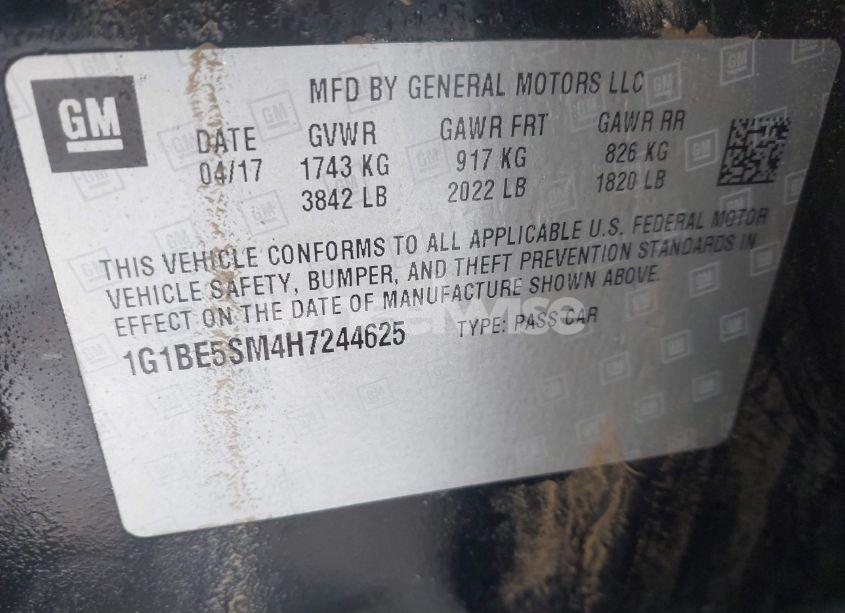 GM
MFD BY GENERAL MOTORS LLC
DATE GVWR GAWR FRT GAWR RR
04/17 1743 KG 917 KG 826 KG
3842 LB 2022 LB 1820 LB
THIS VEHICLE CONFORMS TO ALL APPLICABLE U.S. FEDERAL MOTOR
VEHICLE SAFETY, BUMPER, AND THEFT PREVENTION STANDARDS IN
EFFECT ON THE DATE OF MANUFACTURE SHOWN ABOVE.
1G1BE5SM4H7244625 TYPE: PASS CAR